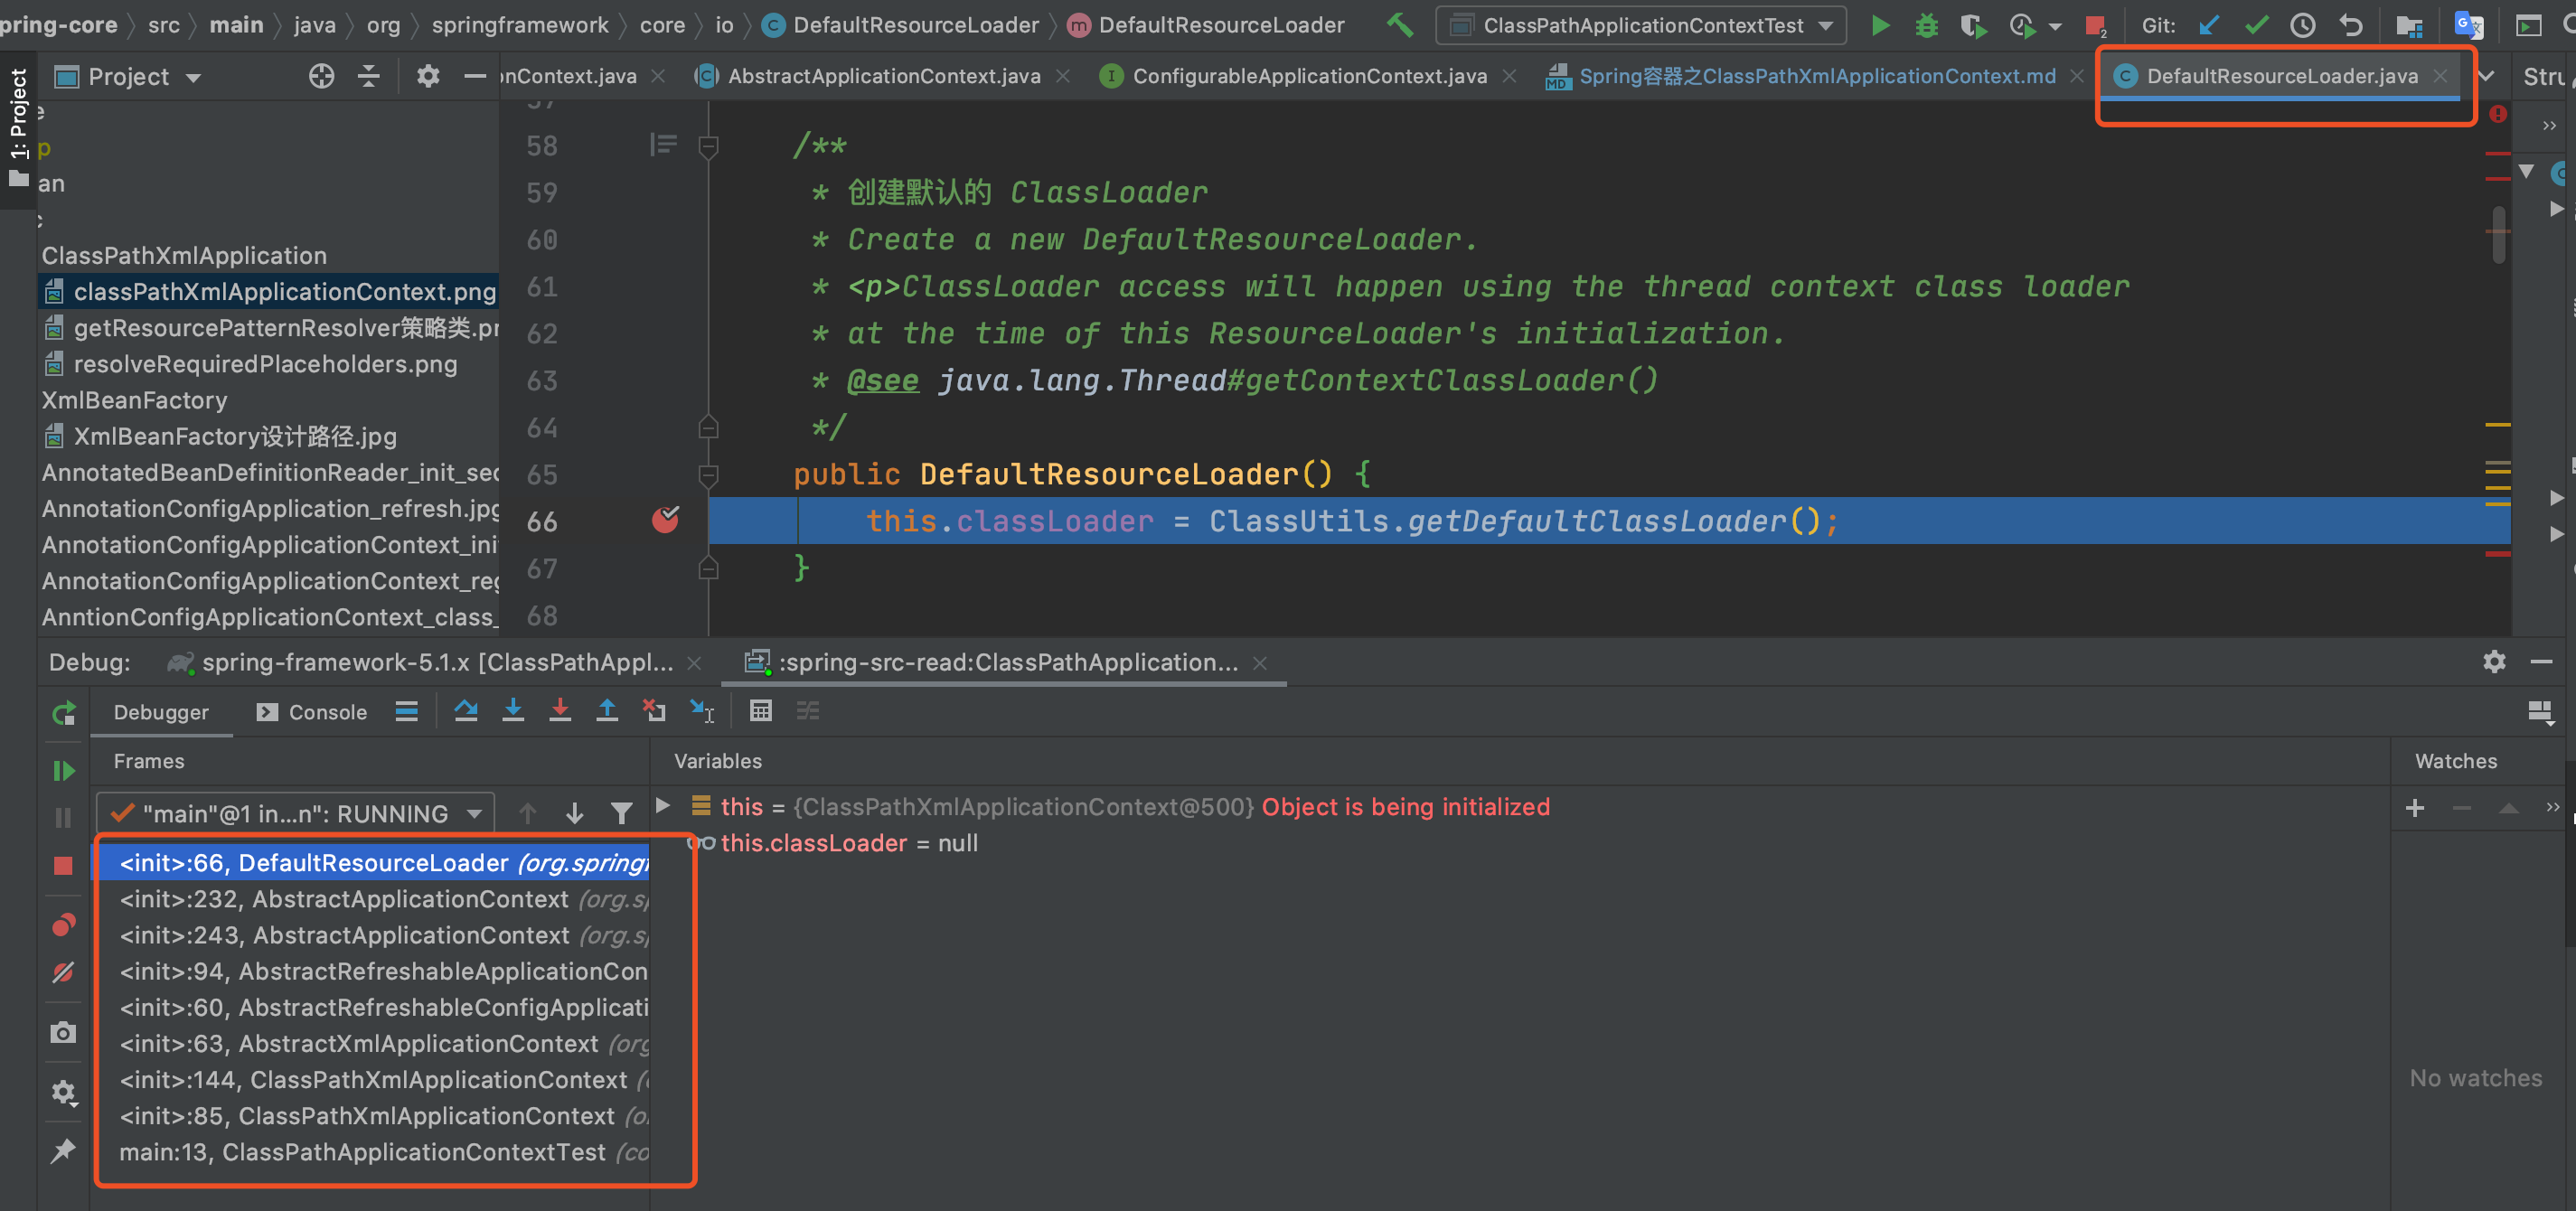 pring-core src main java org springframework core io DefaultResourceLoader DefaultResourceLoader ClassPathApplicationContextTest Git:
1: Project
Project
onContext.java AbstractApplicationContext.java ConfigurableApplicationContext.java Spring容器之ClassPathXmlApplicationContext.md DefaultResourceLoader.java Stru
e
p
an
c
ClassPathXmlApplication
classPathXmlApplicationContext.png
getResourcePatternResolver策略类.pr
resolveRequiredPlaceholders.png
XmlBeanFactory
XmlBeanFactory设计路径.jpg
AnnotatedBeanDefinitionReader_init_sec
AnnotationConfigApplication_refresh.jpg
AnnotationConfigApplicationContext_ini
AnnotationConfigApplicationContext_reg
AnntionConfigApplicationContext_class_
57
58 /**
59 * 创建默认的 ClassLoader
60 * Create a new DefaultResourceLoader.
61 * <p>ClassLoader access will happen using the thread context class loader
62 * at the time of this ResourceLoader's initialization.
63 * @see java.lang.Thread#getContextClassLoader()
64 */
65 public DefaultResourceLoader() {
66 this.classLoader = ClassUtils.getDefaultClassLoader();
67 }
68
Debug: spring-framework-5.1.x [ClassPathAppl... :spring-src-read:ClassPathApplication...
Debugger Console
Frames
"main"@1 in...n": RUNNING
<init>:66, DefaultResourceLoader (org.springf
<init>:232, AbstractApplicationContext (org.sp
<init>:243, AbstractApplicationContext (org.sp
<init>:94, AbstractRefreshableApplicationCon
<init>:60, AbstractRefreshableConfigApplicati
<init>:63, AbstractXmlApplicationContext (org
<init>:144, ClassPathXmlApplicationContext (o
<init>:85, ClassPathXmlApplicationContext (o
main:13, ClassPathApplicationContextTest (co
Variables
this = {ClassPathXmlApplicationContext@500} Object is being initialized
this.classLoader = null
Watches
No watches